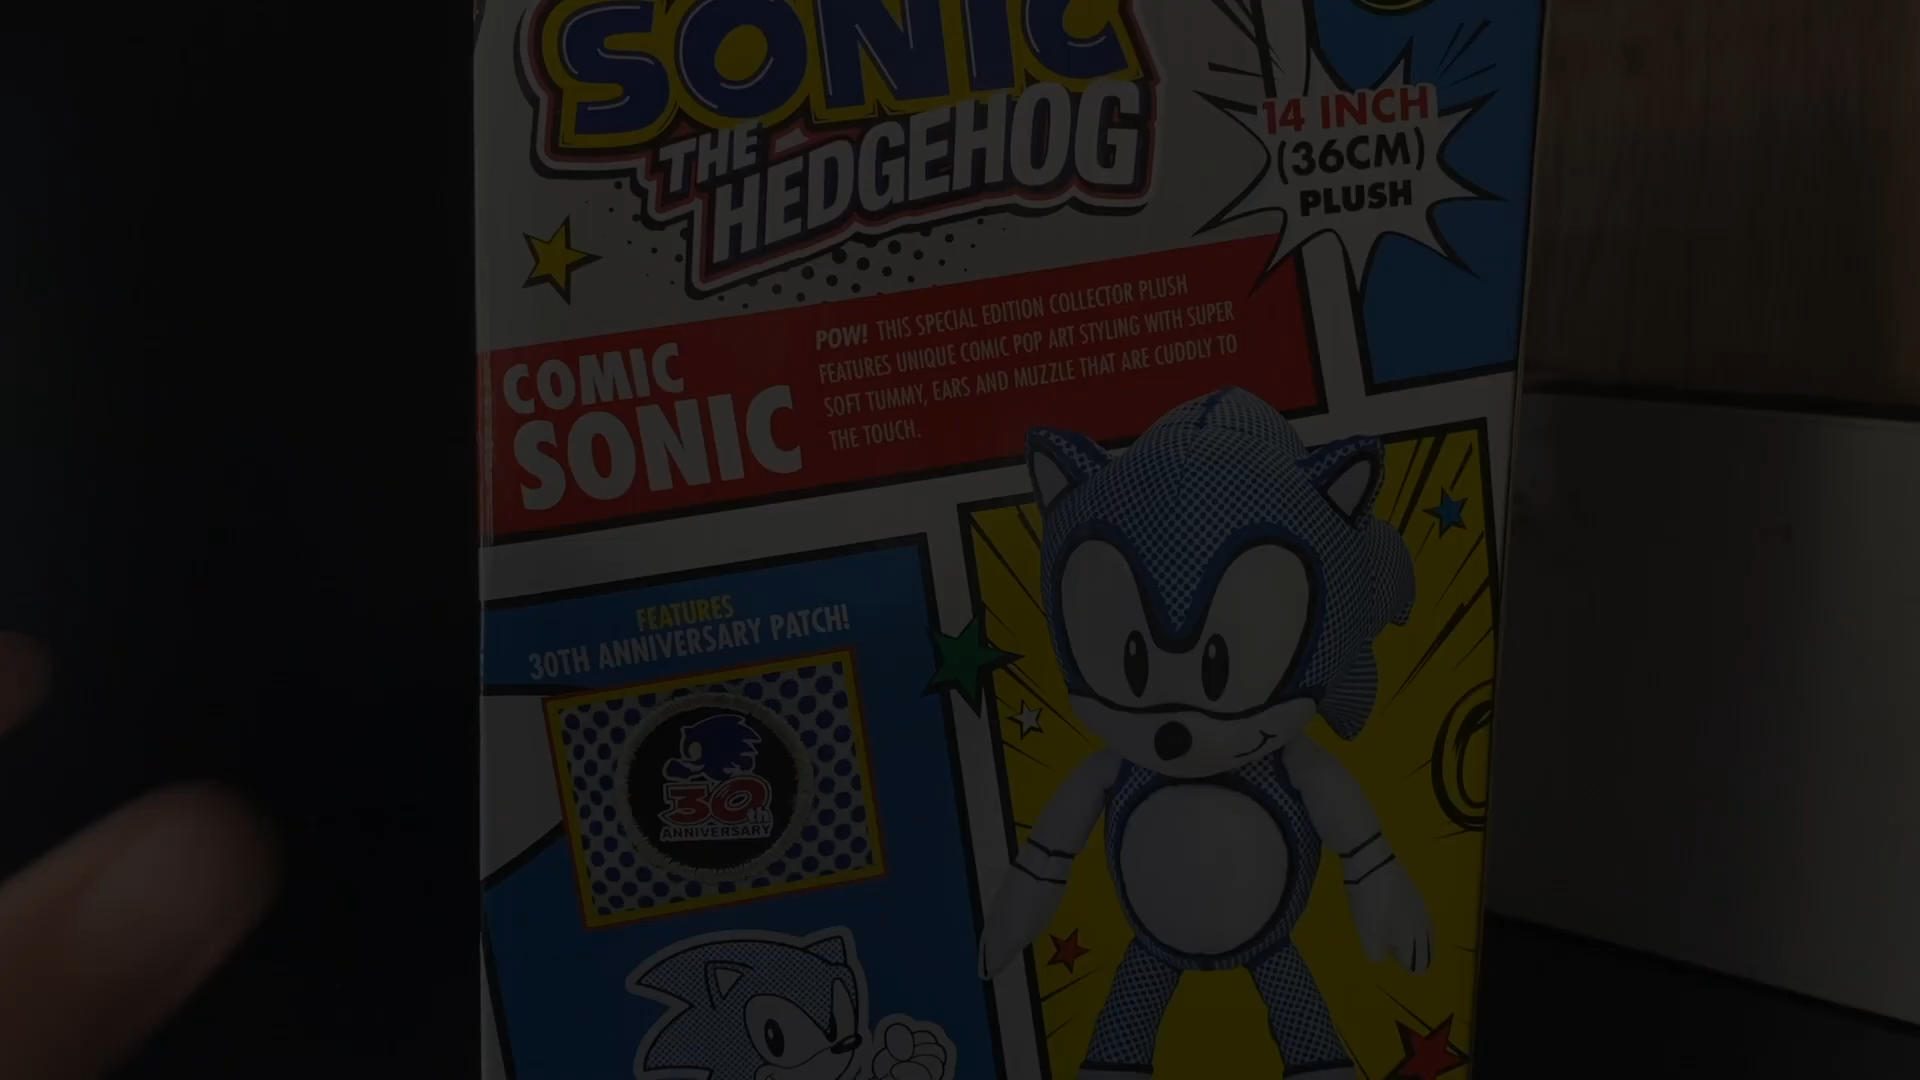 SONIC
THE
HEDGEHOG
14 INCH
(36CM)
PLUSH
COMIC
SONIC
POW! THIS SPECIAL EDITION COLLECTOR PLUSH
FEATURES UNIQUE COMIC POP ART STYLING WITH SUPER
SOFT TUMMY, EARS AND MUZZLE THAT ARE CUDDLY TO
THE TOUCH.
FEATURES
30TH ANNIVERSARY PATCH!
30th
ANNIVERSARY